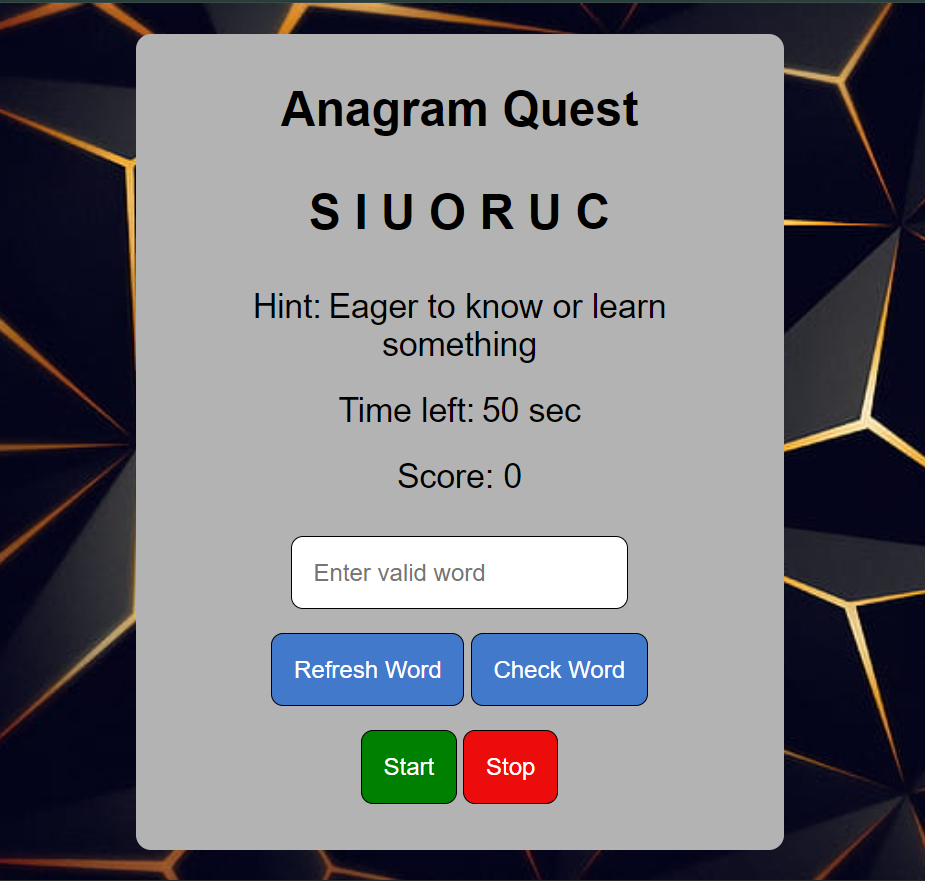 Anagram Quest
S I U O R U C
Hint: Eager to know or learn
something
Time left: 50 sec
Score: 0
Enter valid word
Refresh Word Check Word
Start Stop